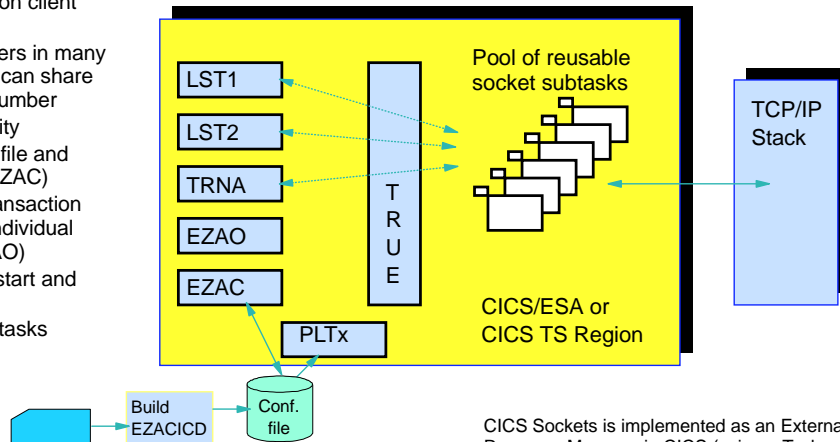 on client
ers in many
can share
umber
ity
file and
ZAC)
ansaction
ndividual
AO)
start and
tasks
LST1
LST2
TRNA
EZAO
EZAC
PLTx
T
R
U
E
Pool of reusable
socket subtasks
CICS/ESA or
CICS TS Region
TCP/IP
Stack
Build
EZACICD
Conf.
file
CICS Sockets is implemented as an Externa